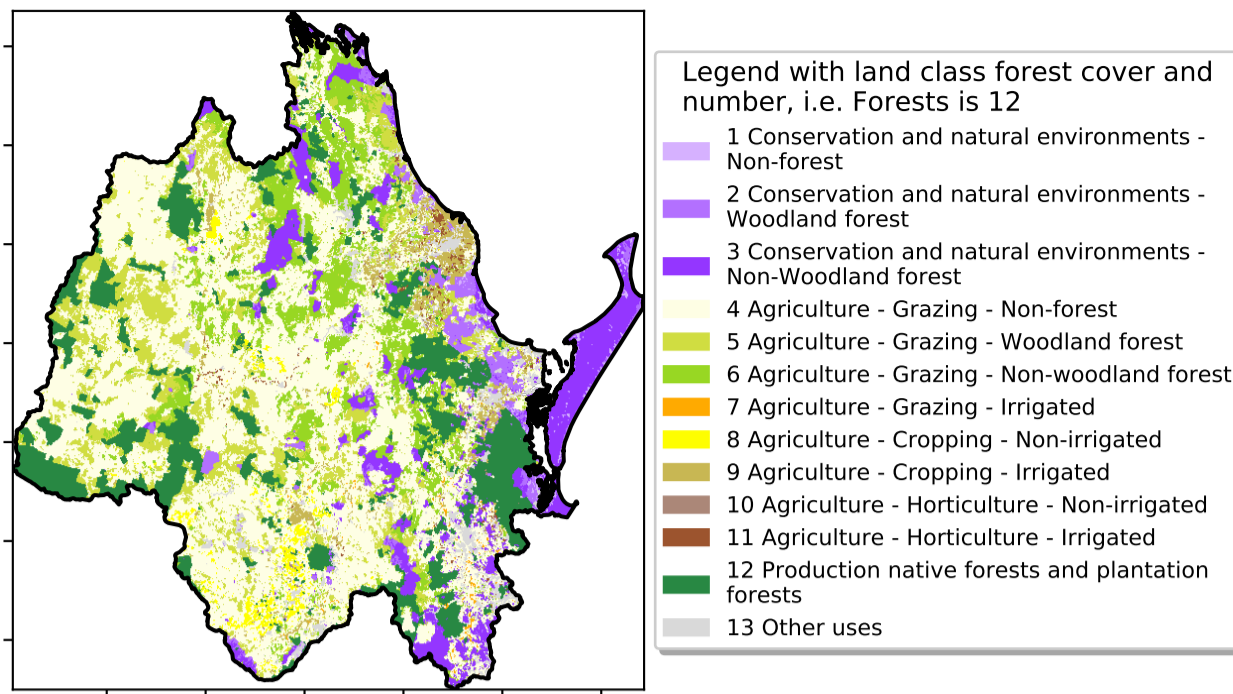 Legend with land class forest cover and
number, i.e. Forests is 12
1 Conservation and natural environments -
Non-forest
2 Conservation and natural environments -
Woodland forest
3 Conservation and natural environments -
Non-Woodland forest
4 Agriculture - Grazing - Non-forest
5 Agriculture - Grazing - Woodland forest
6 Agriculture - Grazing - Non-woodland forest
7 Agriculture - Grazing - Irrigated
8 Agriculture - Cropping - Non-irrigated
9 Agriculture - Cropping - Irrigated
10 Agriculture - Horticulture - Non-irrigated
11 Agriculture - Horticulture - Irrigated
12 Production native forests and plantation
forests
13 Other uses